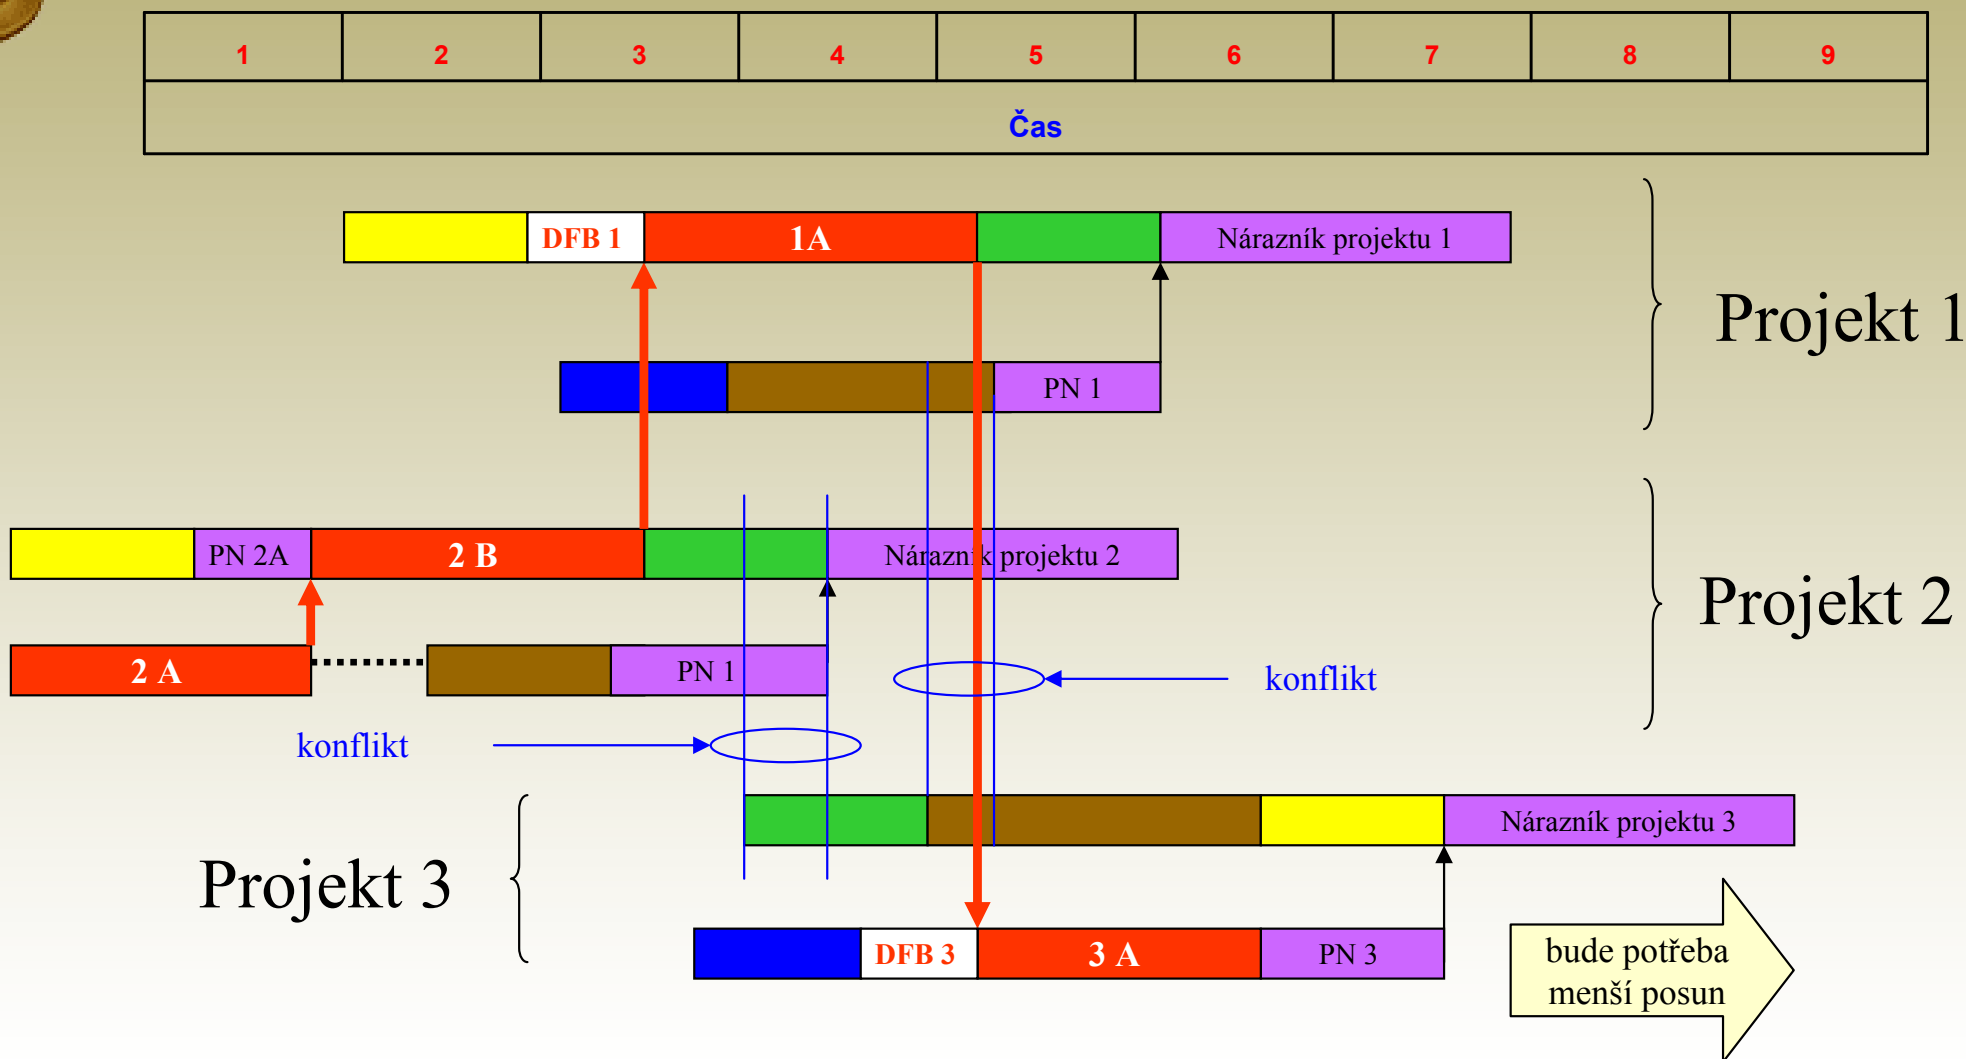 1 2 3 4 5 6 7 8 9
Čas
DFB 1 1A Nárazník projektu 1
Projekt 1
PN 1
PN 2A 2 B Nárazník projektu 2
Projekt 2
2 A PN 1
konflikt
konflikt
Nárazník projektu 3
Projekt 3
DFB 3 3 A PN 3
bude potřeba
menší posun